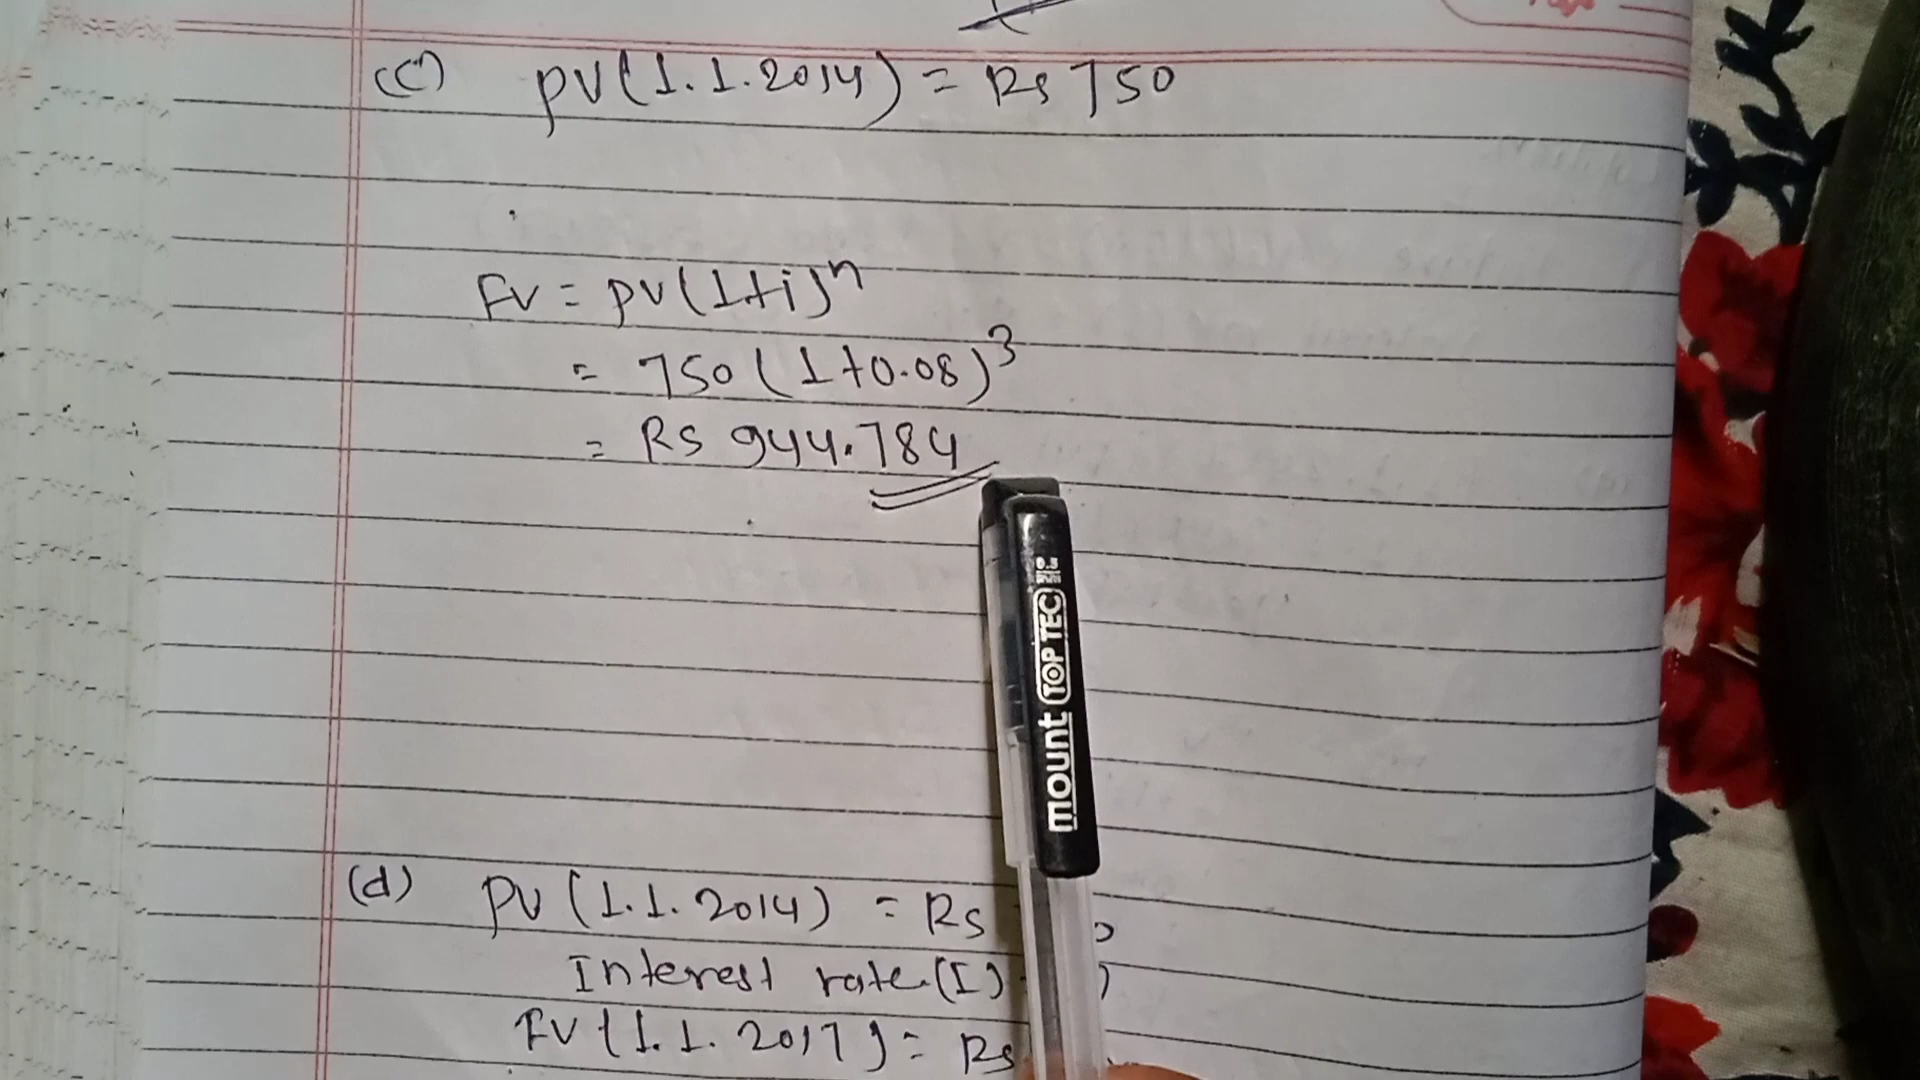 (c) PV(1.1.2014) = Rs 750
FV = PV(1+i)^n
= 750 (1+0.08)^3
= Rs 944.784
mount TOP TEC
(d) PV (1.1.2014) = Rs
Interest rate (I)
FV (1.1.2017) = Rs